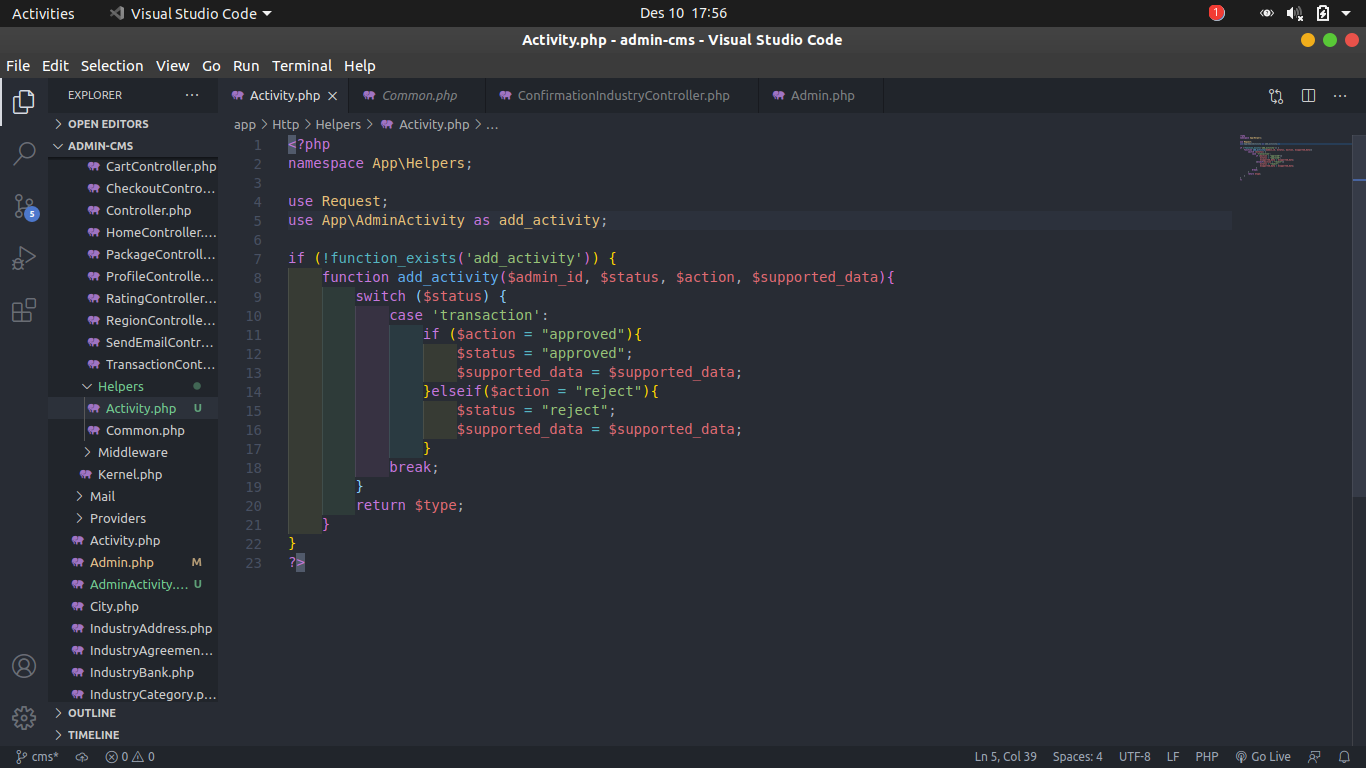 Activities Visual Studio Code Des 10 17:56 1
Activity.php - admin-cms - Visual Studio Code
File Edit Selection View Go Run Terminal Help
EXPLORER ···
OPEN EDITORS
ADMIN-CMS
CartController.php
CheckoutContro...
Controller.php
HomeController....
PackageControll...
ProfileControlle...
RatingController...
RegionControlle...
SendEmailContr...
TransactionCont...
Helpers
Activity.php U
Common.php
Middleware
Kernel.php
Mail
Providers
Activity.php
Admin.php M
AdminActivity.... U
City.php
IndustryAddress.php
IndustryAgreemen...
IndustryBank.php
IndustryCategory.p...
OUTLINE
TIMELINE
5
Activity.php Common.php ConfirmationIndustryController.php Admin.php ···
app > Http > Helpers > Activity.php > ...
1 <?php
2 namespace App\Helpers;
3
4 use Request;
5 use App\AdminActivity as add_activity;
6
7 if (!function_exists('add_activity')) {
8 function add_activity($admin_id, $status, $action, $supported_data){
9 switch ($status) {
10 case 'transaction':
11 if ($action = "approved"){
12 $status = "approved";
13 $supported_data = $supported_data;
14 }elseif($action = "reject"){
15 $status = "reject";
16 $supported_data = $supported_data;
17 }
18 break;
19 }
20 return $type;
21 }
22 }
23 ?>
cms* 0 0 Ln 5, Col 39 Spaces: 4 UTF-8 LF PHP Go Live